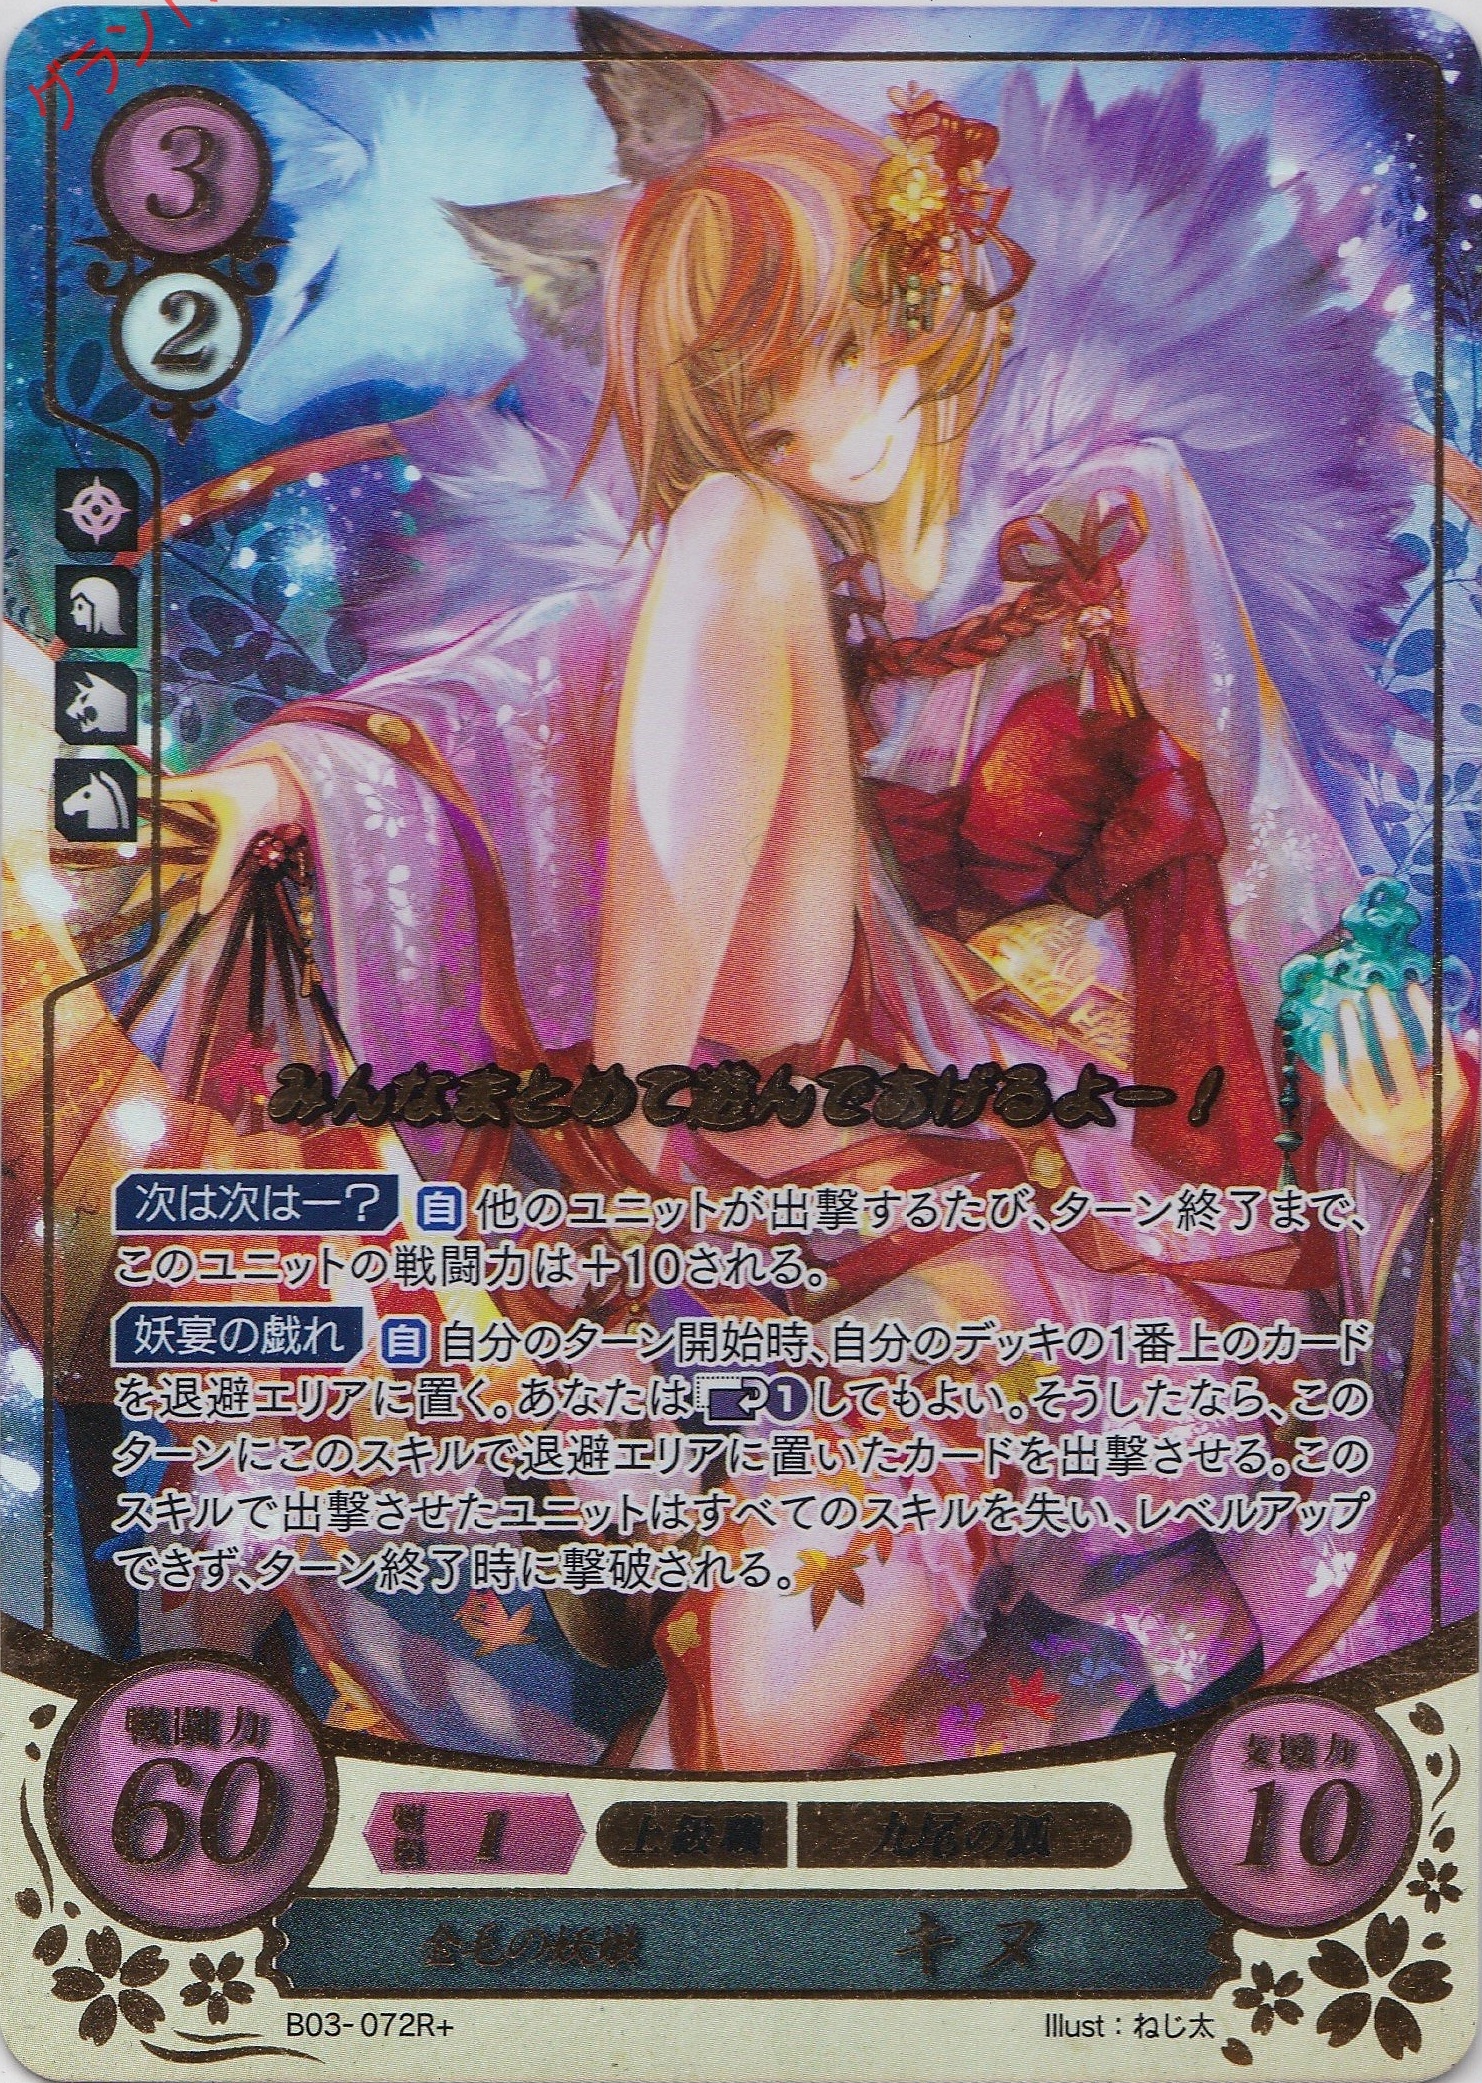 グラン
3
2
みんなまとめて遊んであげるよー！
次は次はー？ 自 他のユニットが出撃するたび、ターン終了まで、
このユニットの戦闘力は＋10される。
妖宴の戯れ 自 自分のターン開始時、自分のデッキの1番上のカード
を退避エリアに置く。あなたは1してもよい。そうしたなら、この
ターンにこのスキルで退避エリアに置いたカードを出撃させる。この
スキルで出撃させたユニットはすべてのスキルを失い、レベルアップ
できず、ターン終了時に撃破される。
戦闘力
60
支援力
10
射程 1
上級職
九尾の狐
金毛の妖狐
キヌ
B03-072R+
Illust：ねじ太